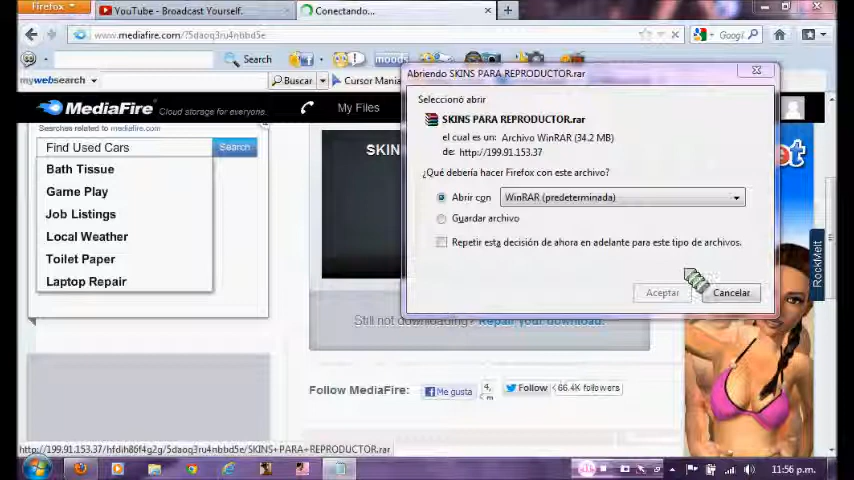 Firefox
YouTube - Broadcast Yourself.
Conectando...
www.mediafire.com/?5daoq3ru4nbbd5e
Google
Search
moods
mywebsearch
Buscar
Cursor Mania
MediaFire
Cloud storage for everyone.
My Files
Searches related to mediafire.com
Find Used Cars
Search
Bath Tissue
Game Play
Job Listings
Local Weather
Toilet Paper
Laptop Repair
SKIN
Abriendo SKINS PARA REPRODUCTOR.rar
Seleccionó abrir
SKINS PARA REPRODUCTOR.rar
el cual es un: Archivo WinRAR (34.2 MB)
de: http://199.91.153.37
¿Qué debería hacer Firefox con este archivo?
Abrir con
WinRAR (predeterminada)
Guardar archivo
Repetir esta decisión de ahora en adelante para este tipo de archivos.
Aceptar
Cancelar
et
RockMelt
Still not downloading? Repair your download.
Follow MediaFire:
Me gusta
Follow
66.4K followers
http://199.91.153.37/hfdih86f4g2g/5daoq3ru4nbbd5e/SKINS+PARA+REPRODUCTOR.rar
ES
11:56 p.m.